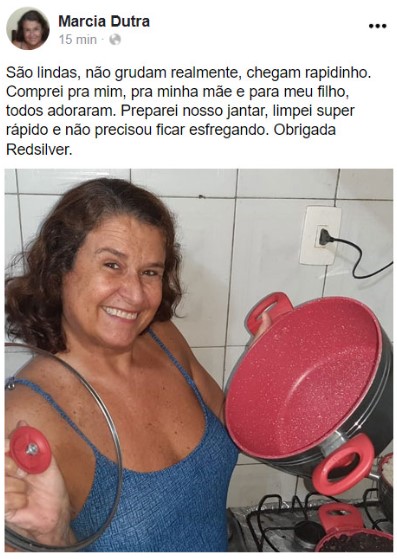 Marcia Dutra
15 min ·
São lindas, não grudam realmente, chegam rapidinho.
Comprei pra mim, pra minha mãe e para meu filho,
todos adoraram. Preparei nosso jantar, limpei super
rápido e não precisou ficar esfregando. Obrigada
Redsilver.